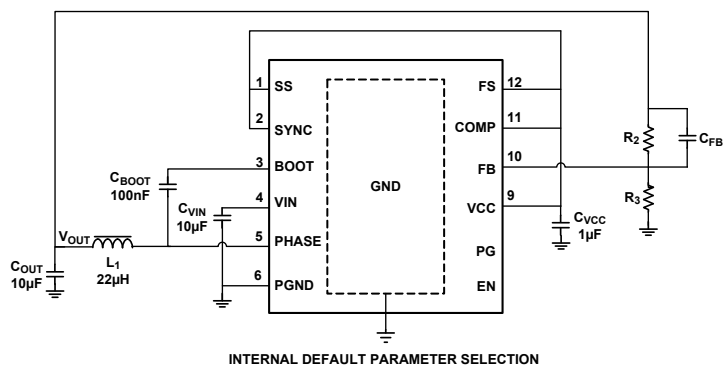 1 SS
2 SYNC
3 BOOT
4 VIN
5 PHASE
6 PGND
GND
FS 12
COMP 11
FB 10
VCC 9
PG
EN
CBOOT
100nF
CVIN
10µF
VOUT
L1
22µH
COUT
10µF
R2
CFB
R3
CVCC
1µF
INTERNAL DEFAULT PARAMETER SELECTION